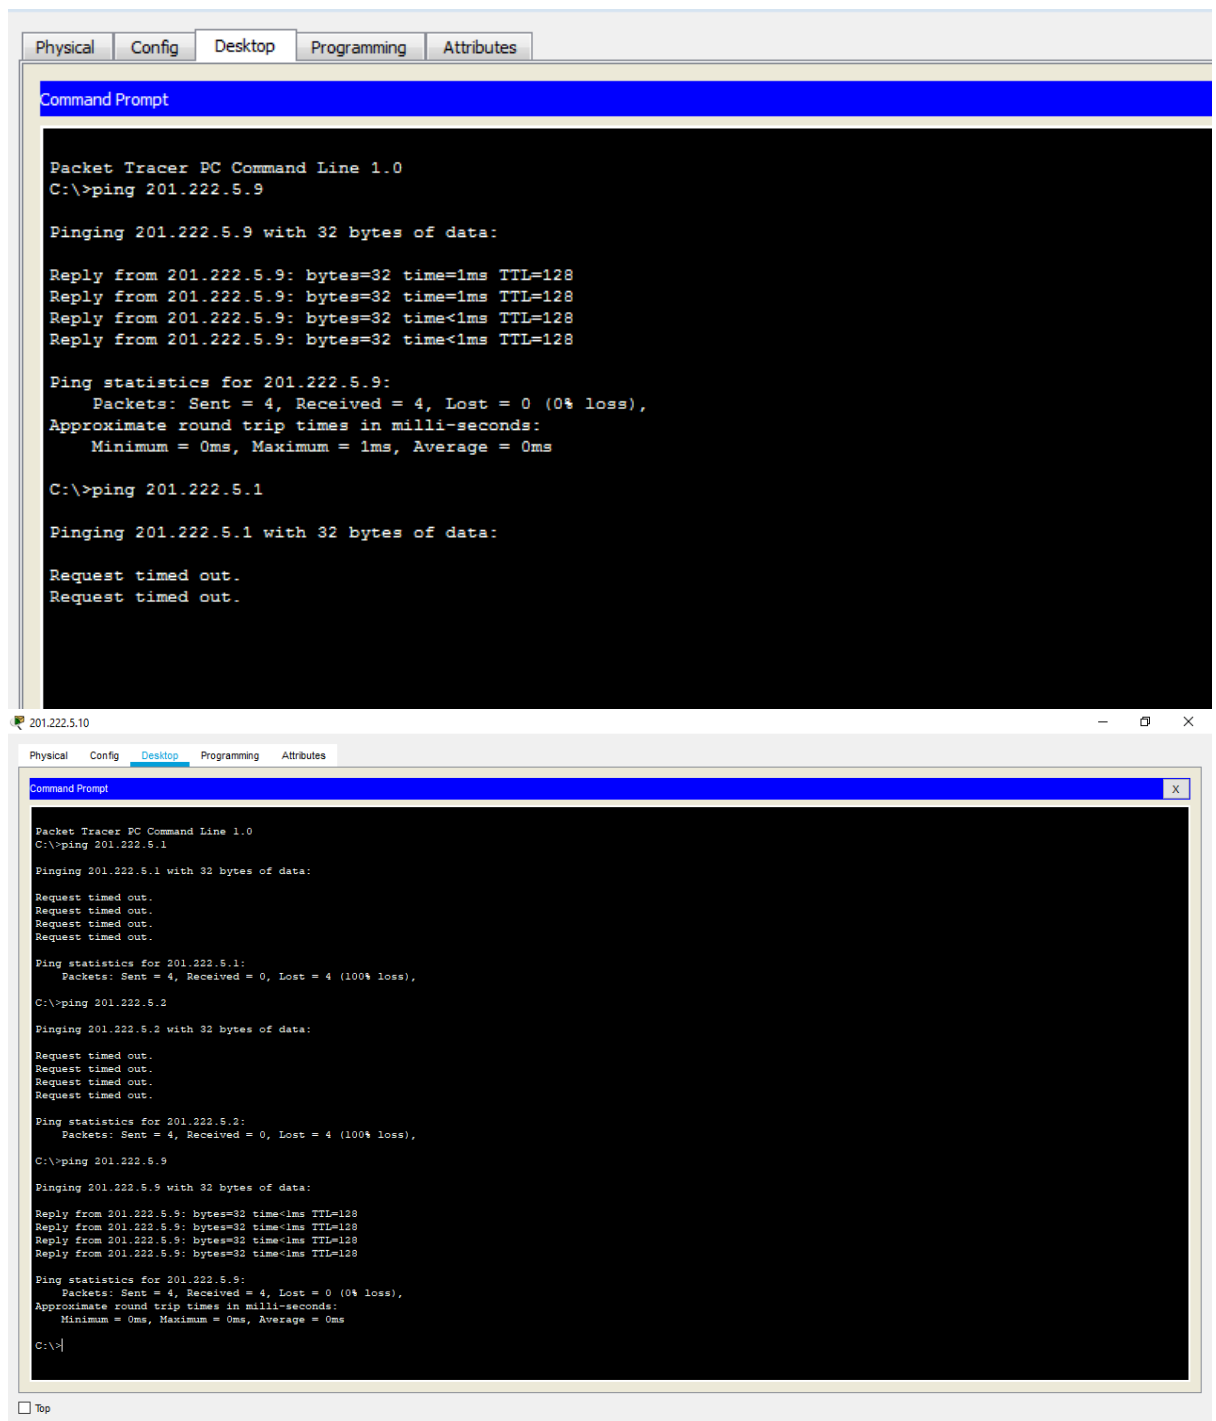 Physical Config Desktop Programming Attributes
Command Prompt
Packet Tracer PC Command Line 1.0
C:\>ping 201.222.5.9
Pinging 201.222.5.9 with 32 bytes of data:
Reply from 201.222.5.9: bytes=32 time=1ms TTL=128
Reply from 201.222.5.9: bytes=32 time=1ms TTL=128
Reply from 201.222.5.9: bytes=32 time<1ms TTL=128
Reply from 201.222.5.9: bytes=32 time<1ms TTL=128
Ping statistics for 201.222.5.9:
Packets: Sent = 4, Received = 4, Lost = 0 (0% loss),
Approximate round trip times in milli-seconds:
Minimum = 0ms, Maximum = 1ms, Average = 0ms
C:\>ping 201.222.5.1
Pinging 201.222.5.1 with 32 bytes of data:
Request timed out.
Request timed out.
201.222.5.10
Physical Config Desktop Programming Attributes
Command Prompt X
Packet Tracer PC Command Line 1.0
C:\>ping 201.222.5.1
Pinging 201.222.5.1 with 32 bytes of data:
Request timed out.
Request timed out.
Request timed out.
Request timed out.
Ping statistics for 201.222.5.1:
Packets: Sent = 4, Received = 0, Lost = 4 (100% loss),
C:\>ping 201.222.5.2
Pinging 201.222.5.2 with 32 bytes of data:
Request timed out.
Request timed out.
Request timed out.
Request timed out.
Ping statistics for 201.222.5.2:
Packets: Sent = 4, Received = 0, Lost = 4 (100% loss),
C:\>ping 201.222.5.9
Pinging 201.222.5.9 with 32 bytes of data:
Reply from 201.222.5.9: bytes=32 time<1ms TTL=128
Reply from 201.222.5.9: bytes=32 time<1ms TTL=128
Reply from 201.222.5.9: bytes=32 time<1ms TTL=128
Reply from 201.222.5.9: bytes=32 time<1ms TTL=128
Ping statistics for 201.222.5.9:
Packets: Sent = 4, Received = 4, Lost = 0 (0% loss),
Approximate round trip times in milli-seconds:
Minimum = 0ms, Maximum = 0ms, Average = 0ms
C:\>
Top